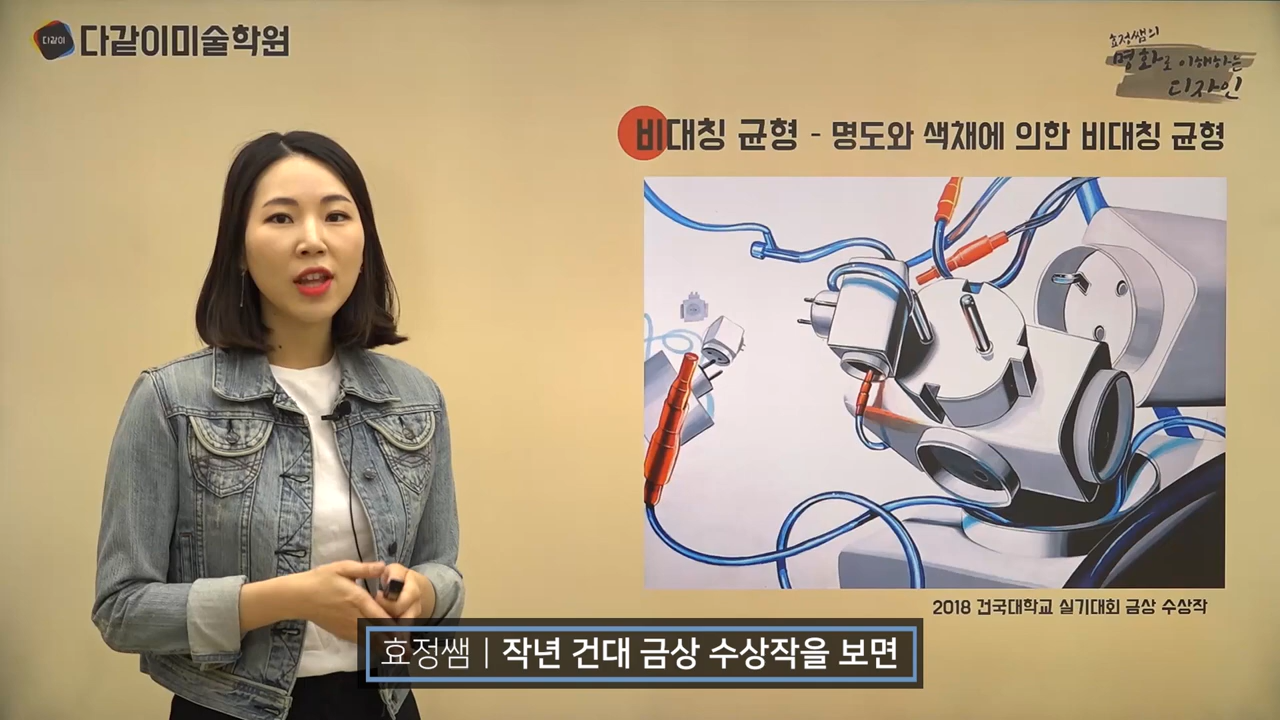 다같이
다같이미술학원
효정쌤의
명화로 이해하는
디자인
비대칭 균형 - 명도와 색채에 의한 비대칭 균형
2018 건국대학교 실기대회 금상 수상작
효정쌤 | 작년 건대 금상 수상작을 보면